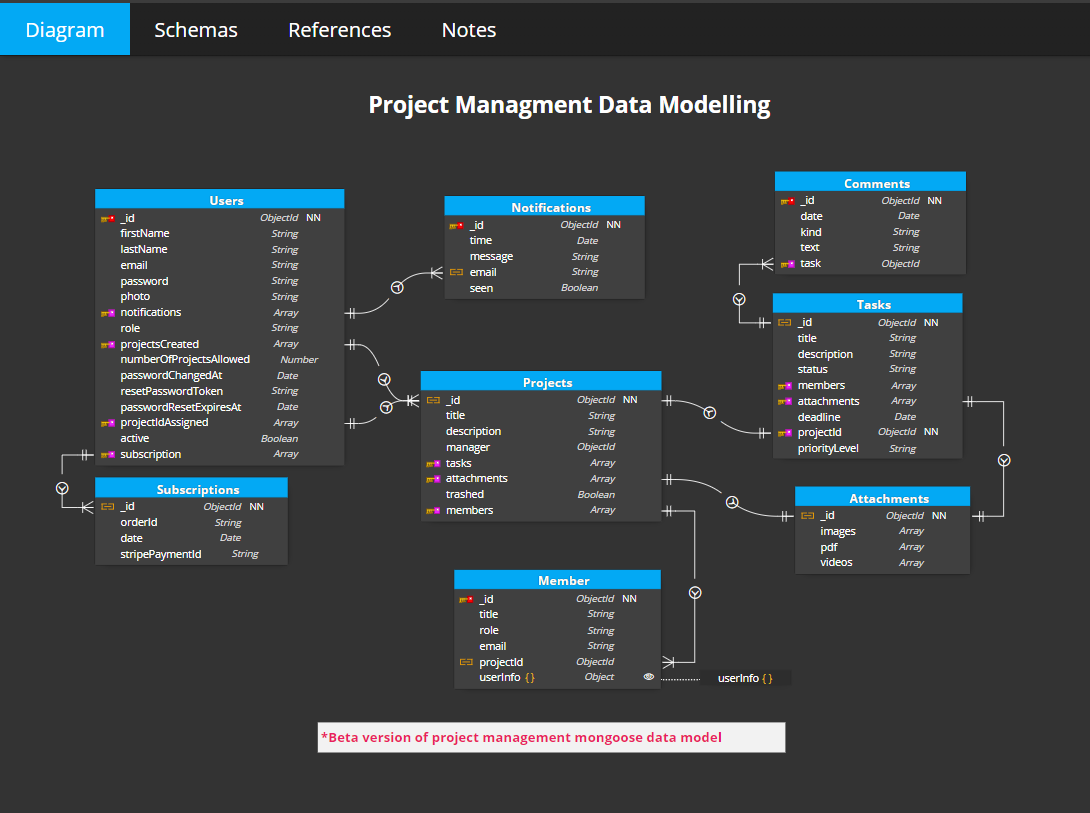 Diagram Schemas References Notes
Project Managment Data Modelling
Users
_id ObjectId NN
firstName String
lastName String
email String
password String
photo String
notifications Array
role String
projectsCreated Array
numberOfProjectsAllowed Number
passwordChangedAt Date
resetPasswordToken String
passwordResetExpiresAt Date
projectIdAssigned Array
active Boolean
subscription Array
Notifications
_id ObjectId NN
time Date
message String
email String
seen Boolean
Comments
_id ObjectId NN
date Date
kind String
text String
task ObjectId
Tasks
_id ObjectId NN
title String
description String
status String
members Array
attachments Array
deadline Date
projectId ObjectId NN
priorityLevel String
Projects
_id ObjectId NN
title String
description String
manager ObjectId
tasks Array
attachments Array
trashed Boolean
members Array
Subscriptions
_id ObjectId NN
orderId String
date Date
stripePaymentId String
Attachments
_id ObjectId NN
images Array
pdf Array
videos Array
Member
_id ObjectId NN
title String
role String
email String
projectId ObjectId
userInfo {} Object
userInfo {}
*Beta version of project management mongoose data model